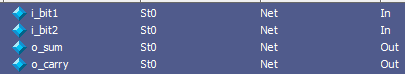 i_bit1 St0 Net In
i_bit2 St0 Net In
o_sum St0 Net Out
o_carry St0 Net Out